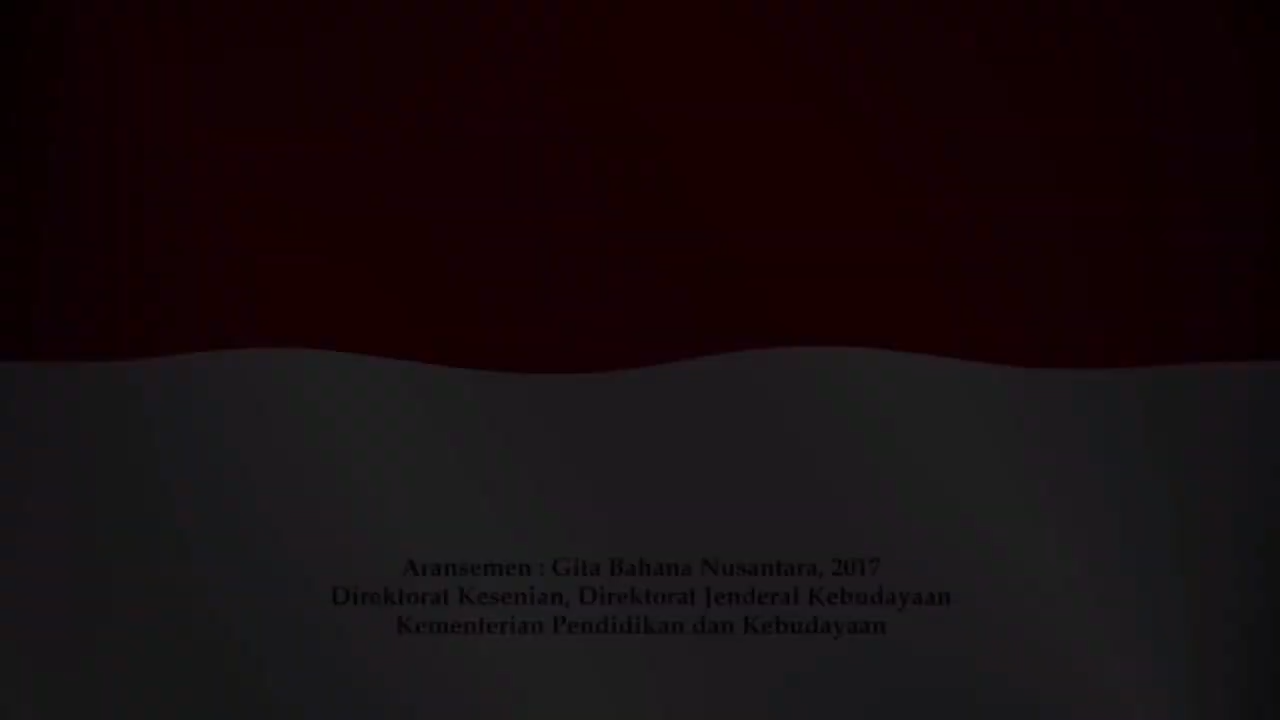 Aransemen : Gita Bahana Nusantara, 2017
Direktorat Kesenian, Direktorat Jenderal Kebudayaan
Kementerian Pendidikan dan Kebudayaan